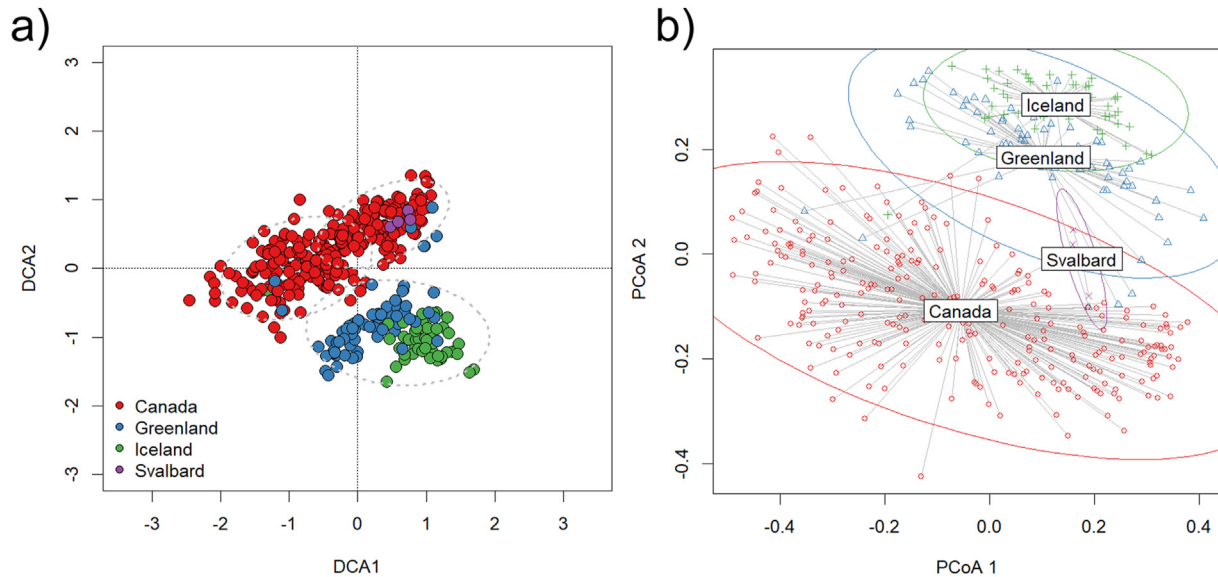 a)
3
2
1
0
-1
-2
-3
DCA2
Canada
Greenland
Iceland
Svalbard
-3 -2 -1 0 1 2 3
DCA1
b)
0.2
0.0
-0.2
-0.4
PCoA 2
Iceland
Greenland
Svalbard
Canada
-0.4 -0.2 0.0 0.2 0.4
PCoA 1